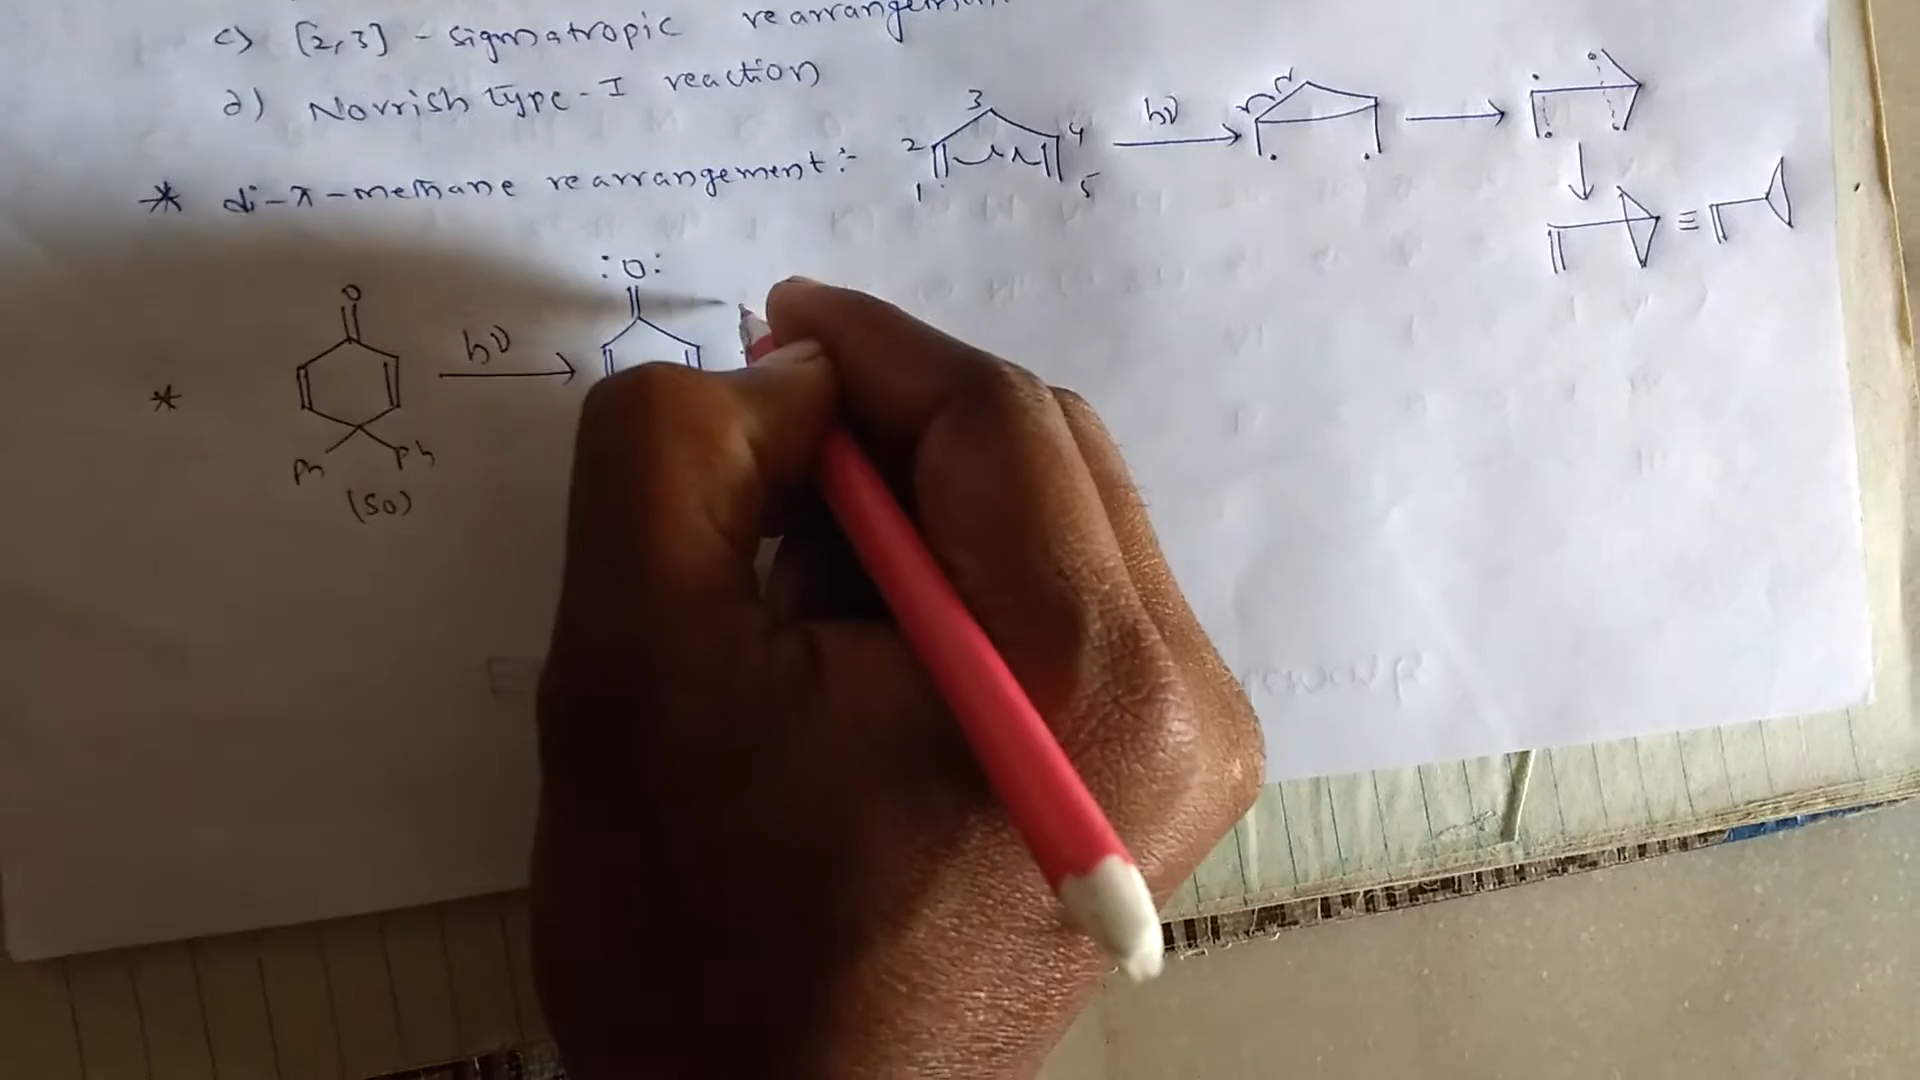 c) [2,3] - sigmatropic rearrangement
d) Norrish type-I reaction
* di-π-methane rearrangement :-
1 2 3 4 5
hν
≡
* O
Ph Ph
(S0)
hν
:O: